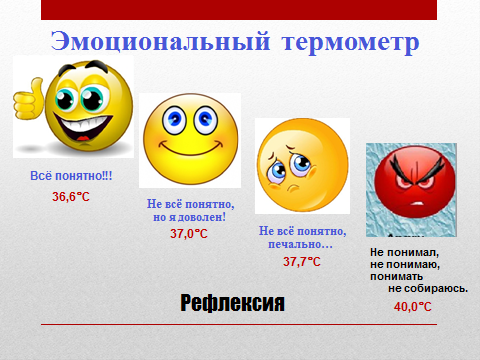 Эмоциональный термометр
Всё понятно!!!
36,6°С
Не всё понятно,
но я доволен!
37,0°С
Не всё понятно,
печально…
37,7°С
Не понимал,
не понимаю,
понимать
не собираюсь.
40,0°С
Рефлексия